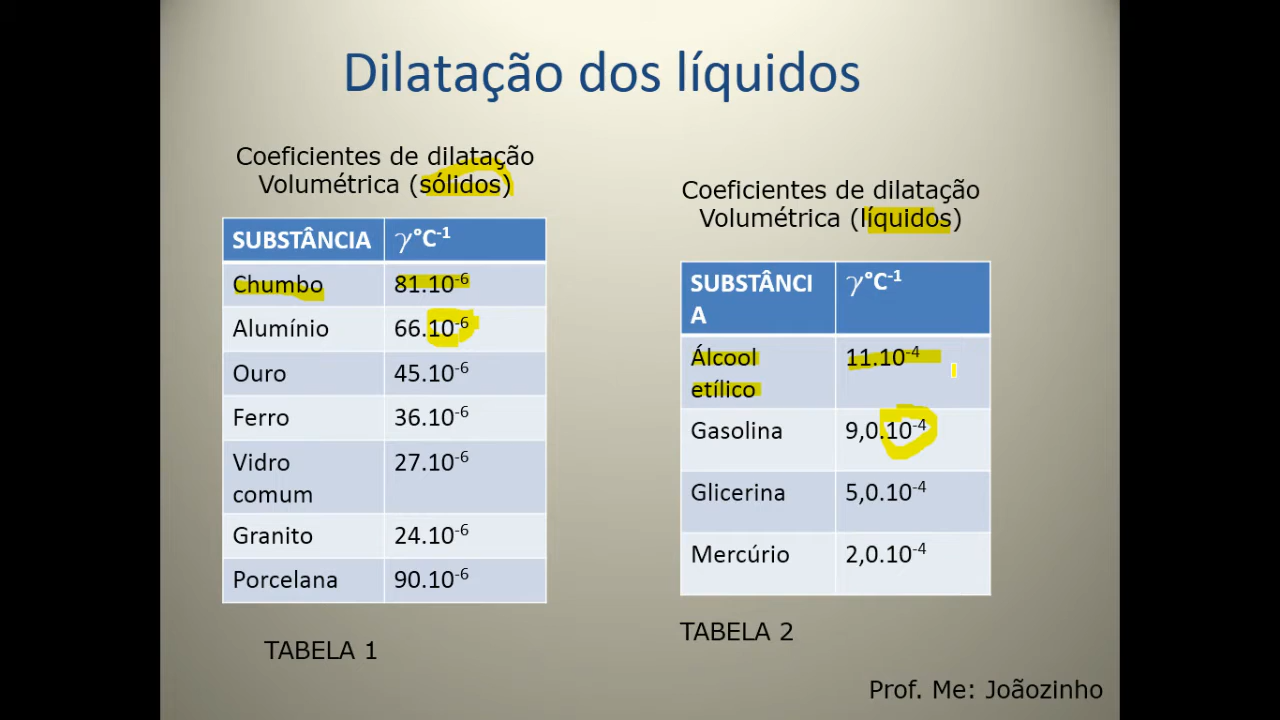 Dilatação dos líquidos
Coeficientes de dilatação
Volumétrica (sólidos)
SUBSTÂNCIA γ°C⁻¹
Chumbo 81.10⁻⁶
Alumínio 66.10⁻⁶
Ouro 45.10⁻⁶
Ferro 36.10⁻⁶
Vidro 27.10⁻⁶
comum
Granito 24.10⁻⁶
Porcelana 90.10⁻⁶
TABELA 1
Coeficientes de dilatação
Volumétrica (líquidos)
SUBSTÂNCI γ°C⁻¹
A
Álcool 11.10⁻⁴
etílico
Gasolina 9,0.10⁻⁴
Glicerina 5,0.10⁻⁴
Mercúrio 2,0.10⁻⁴
TABELA 2
Prof. Me: Joãozinho